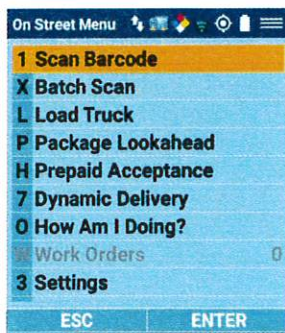 On Street Menu
1 Scan Barcode
X Batch Scan
L Load Truck
P Package Lookahead
H Prepaid Acceptance
7 Dynamic Delivery
O How Am I Doing?
W Work Orders 0
3 Settings
ESC ENTER